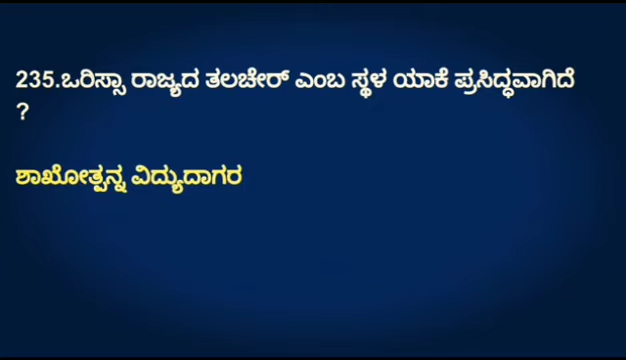 235.ಒರಿಸ್ಸಾ ರಾಜ್ಯದ ತಲಚೇರ್ ಎಂಬ ಸ್ಥಳ ಯಾಕೆ ಪ್ರಸಿದ್ಧವಾಗಿದೆ
?
ಶಾಖೋತ್ಪನ್ನ ವಿದ್ಯುದಾಗರ